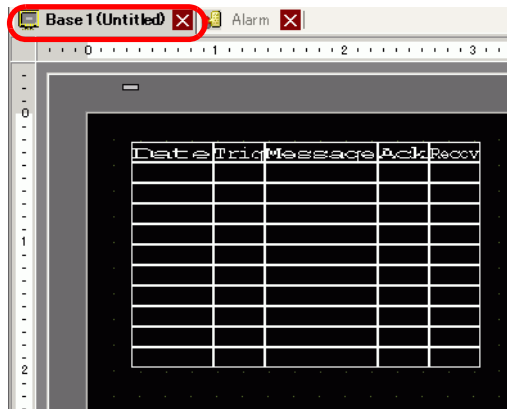 Base 1 (Untitled) Alarm
0 1 2 3
0
Date Trig Message Ack Recov
1
2